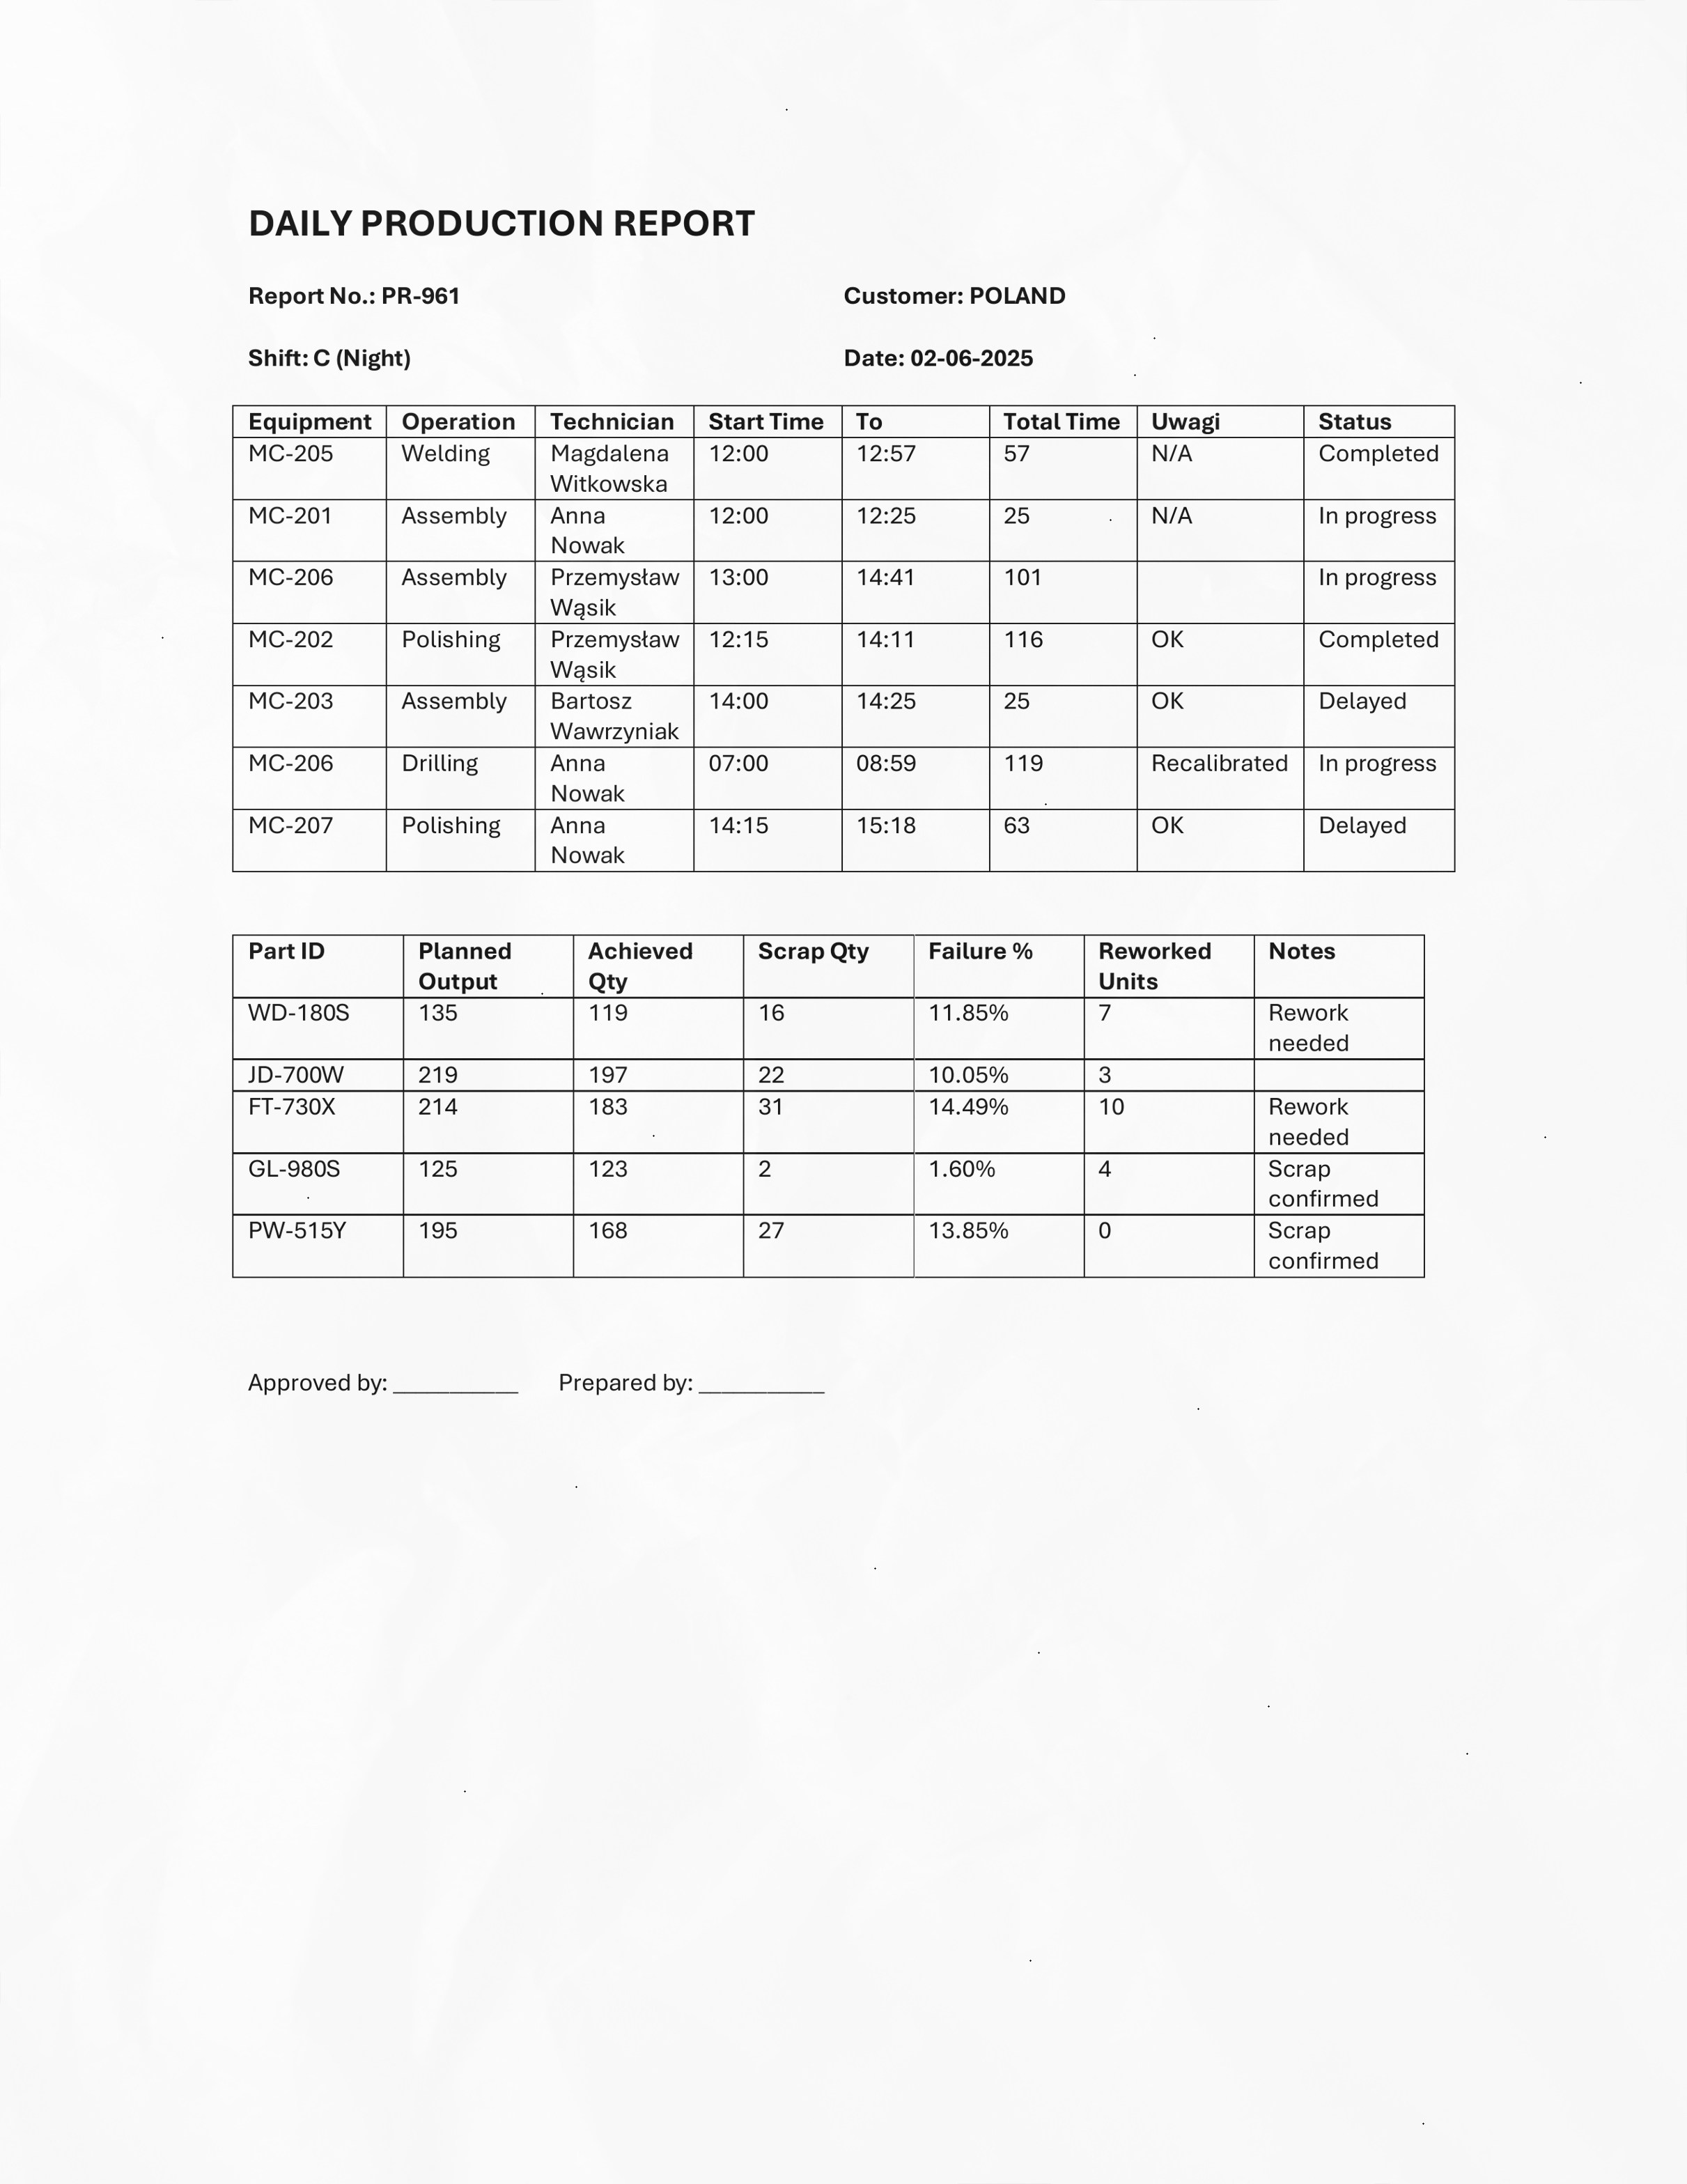 DAILY PRODUCTION REPORT
Report No.: PR-961 Customer: POLAND
Shift: C (Night) Date: 02-06-2025
Equipment Operation Technician Start Time To Total Time Uwagi Status
MC-205 Welding Magdalena 12:00 12:57 57 N/A Completed
Witkowska
MC-201 Assembly Anna 12:00 12:25 25 N/A In progress
Nowak
MC-206 Assembly Przemysław 13:00 14:41 101 In progress
Wąsik
MC-202 Polishing Przemysław 12:15 14:11 116 OK Completed
Wąsik
MC-203 Assembly Bartosz 14:00 14:25 25 OK Delayed
Wawrzyniak
MC-206 Drilling Anna 07:00 08:59 119 Recalibrated In progress
Nowak
MC-207 Polishing Anna 14:15 15:18 63 OK Delayed
Nowak
Part ID Planned Achieved Scrap Qty Failure % Reworked Notes
Output Qty Units
WD-180S 135 119 16 11.85% 7 Rework
needed
JD-700W 219 197 22 10.05% 3
FT-730X 214 183 31 14.49% 10 Rework
needed
GL-980S 125 123 2 1.60% 4 Scrap
confirmed
PW-515Y 195 168 27 13.85% 0 Scrap
confirmed
Approved by: __________ Prepared by: __________